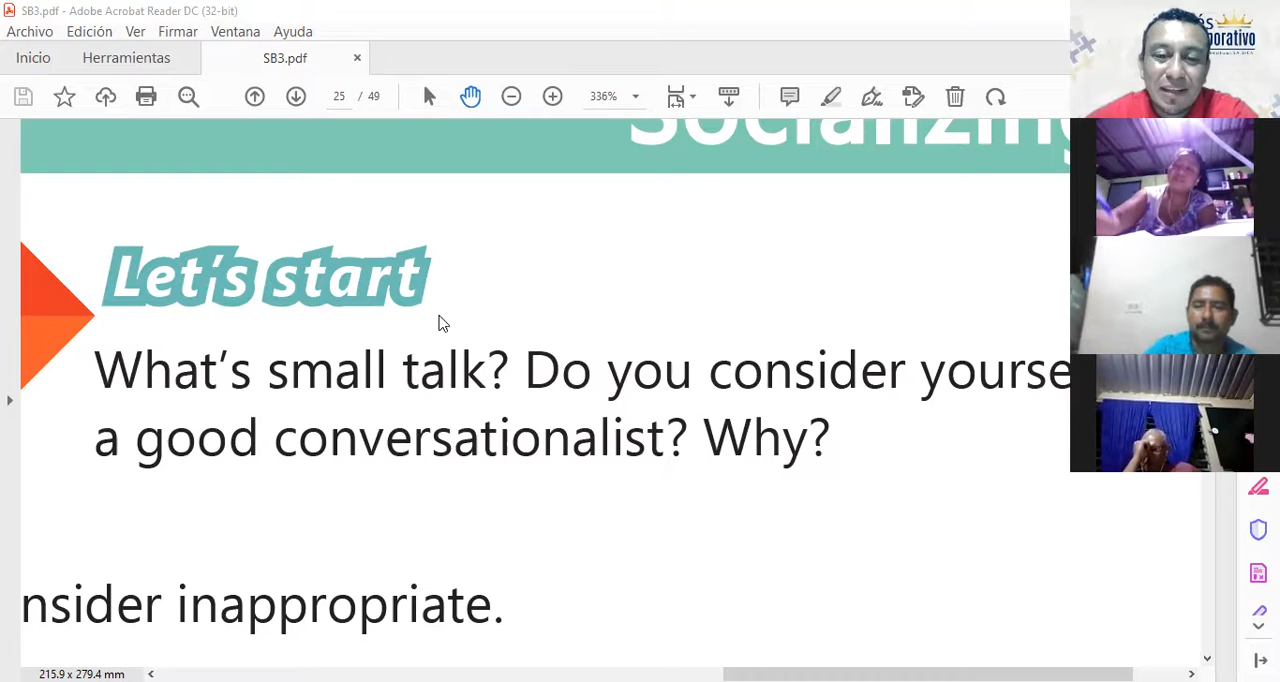 SB3.pdf - Adobe Acrobat Reader DC (32-bit)
Archivo Edición Ver Firmar Ventana Ayuda
Inicio Herramientas SB3.pdf ×
25 / 49 336%
Socializing
Let's start
What's small talk? Do you consider yourse
a good conversationalist? Why?
nsider inappropriate.
215.9 x 279.4 mm